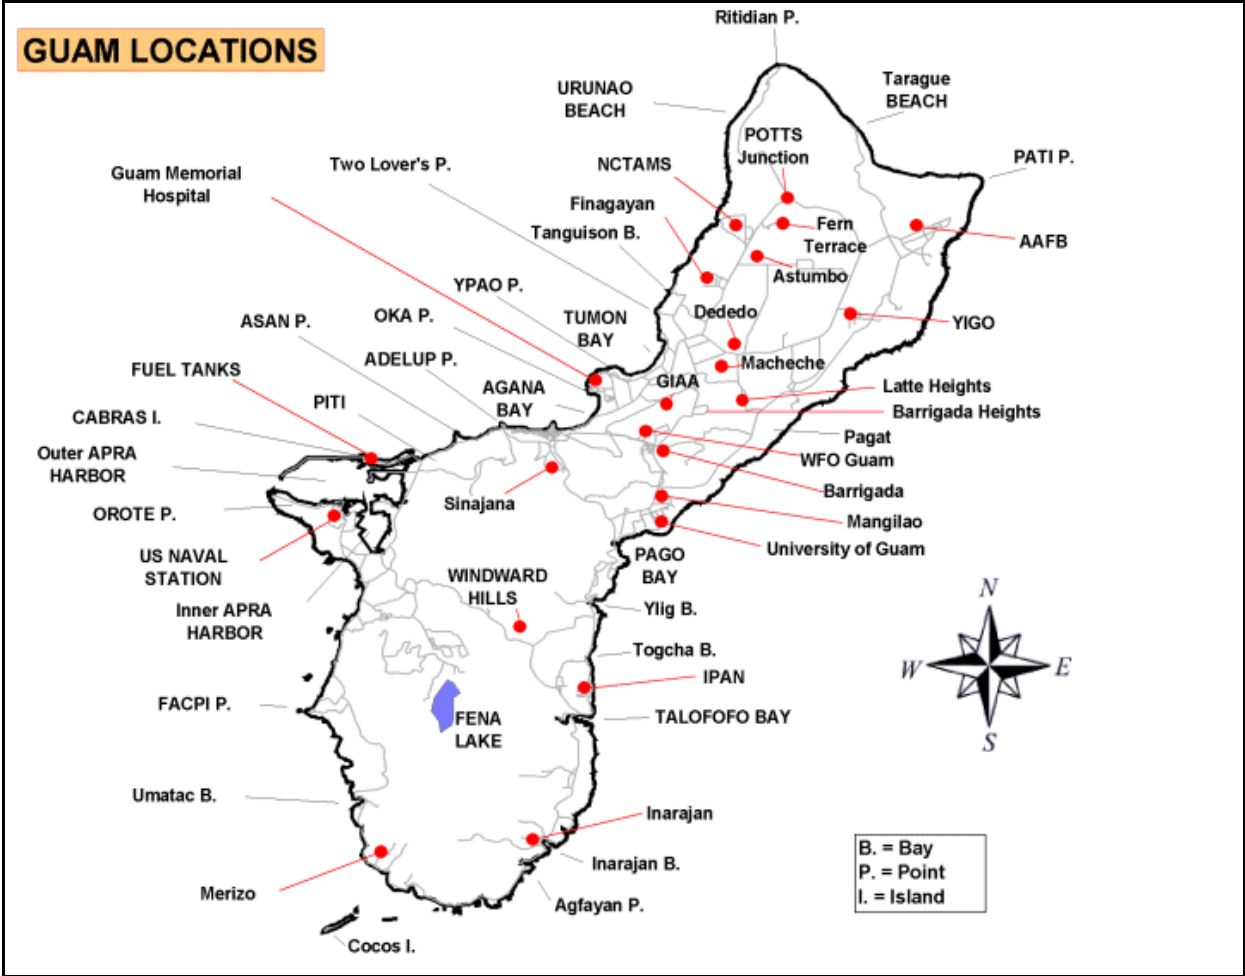 Ritidian P.
GUAM LOCATIONS
URUNAO
BEACH
Tarague
BEACH
POTTS
Junction
Two Lover's P.
NCTAMS
PATI P.
Guam Memorial
Hospital
Finagayan
Fern
Terrace
Tanguison B.
AAFB
Astumbo
YPAO P.
OKA P.
TUMON
BAY
Dededo
ASAN P.
YIGO
ADELUP P.
Macheche
FUEL TANKS
GIAA
AGANA
BAY
Latte Heights
PITI
Barrigada Heights
CABRAS I.
Pagat
Outer APRA
HARBOR
WFO Guam
Barrigada
Sinajana
OROTE P.
Mangilao
University of Guam
US NAVAL
STATION
PAGO
BAY
WINDWARD
HILLS
Inner APRA
HARBOR
Ylig B.
N
Togcha B.
W
E
IPAN
FACPI P.
TALOFOFO BAY
FENA
LAKE
S
Umatac B.
Inarajan
B. = Bay
P. = Point
I. = Island
Inarajan B.
Merizo
Agfayan P.
Cocos I.